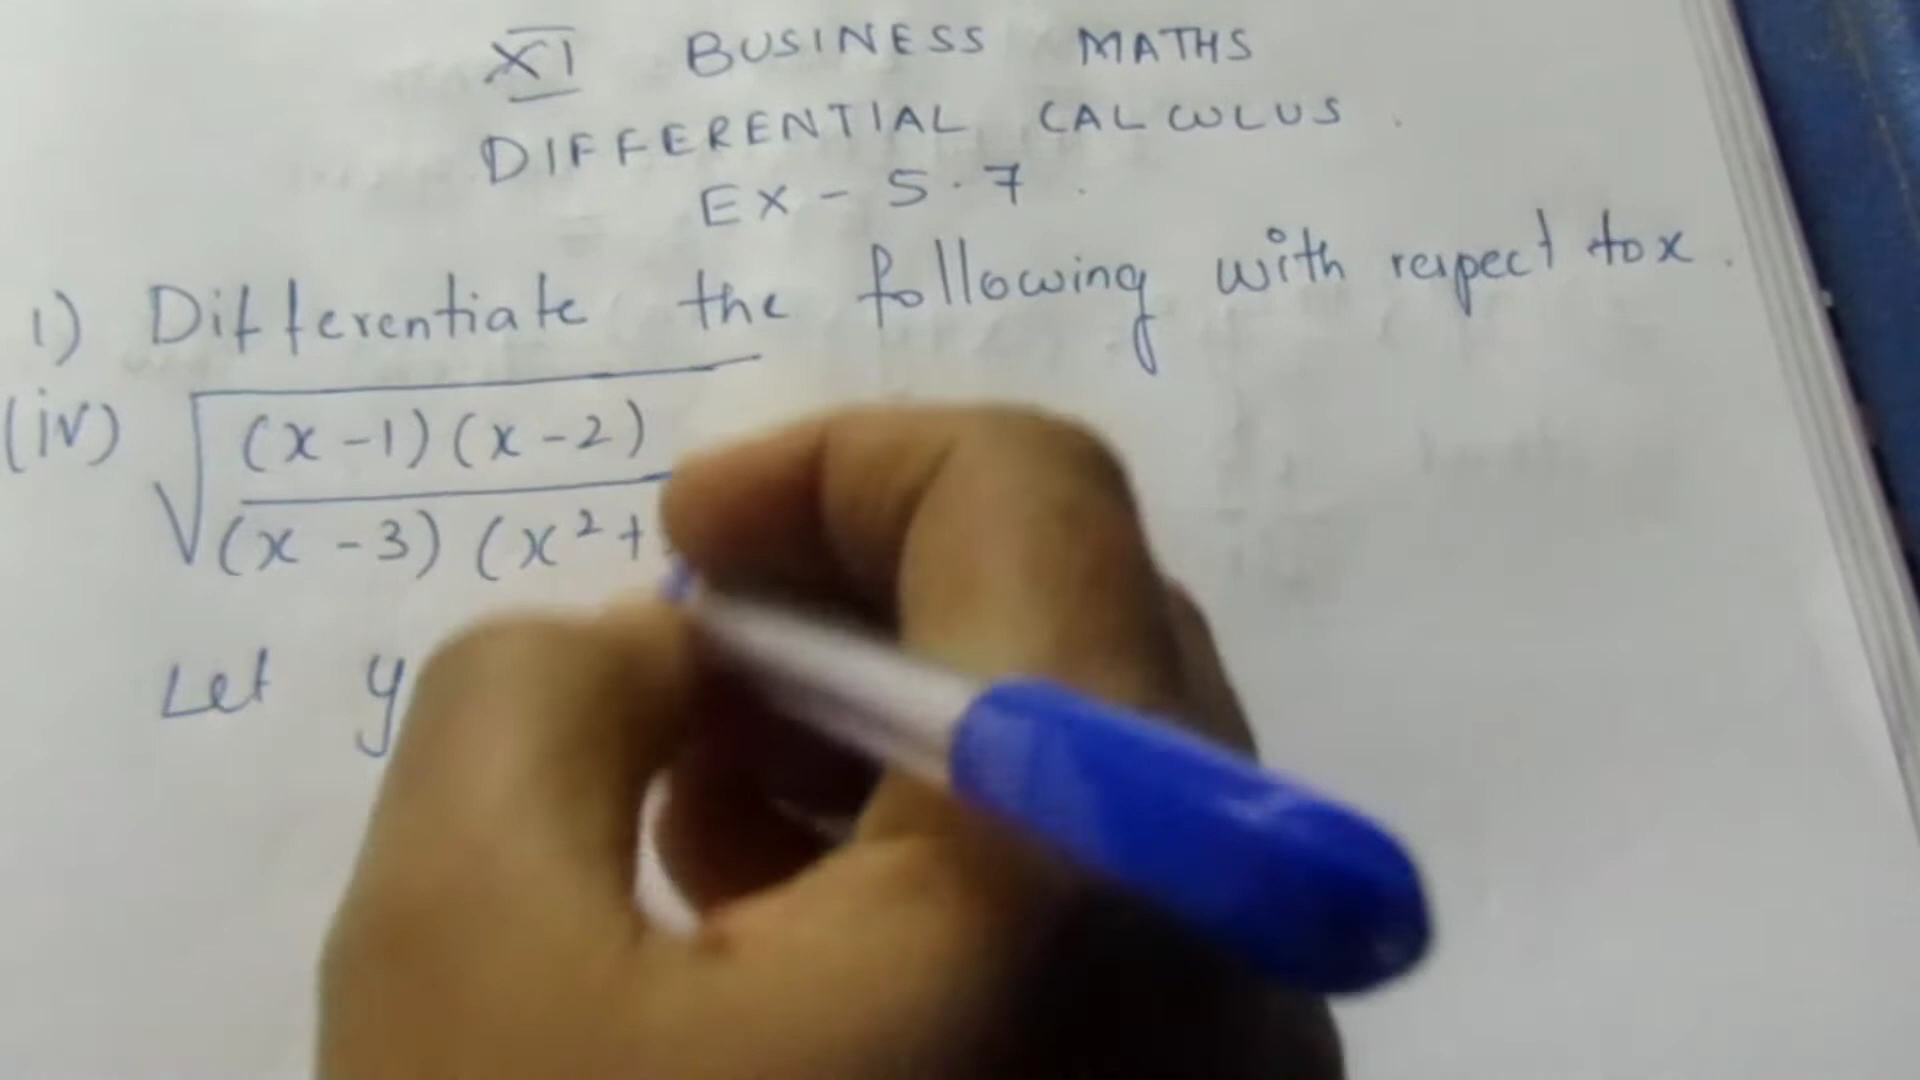 XI BUSINESS MATHS
DIFFERENTIAL CALCULUS.
EX - 5.7.
1) Differentiate the following with respect to x.
(iv) √(x-1)(x-2)
(x-3)(x²+
Let y